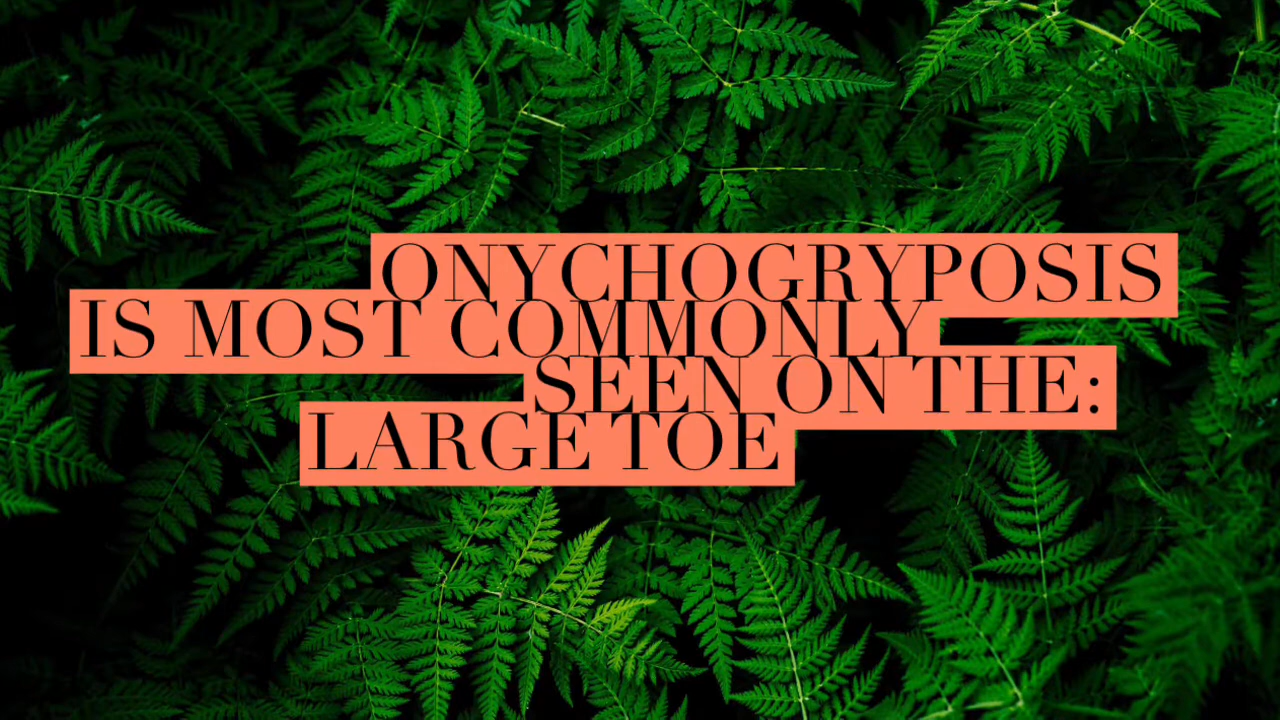 ONYCHOGRYPOSIS
IS MOST COMMONLY
SEEN ON THE:
LARGE TOE